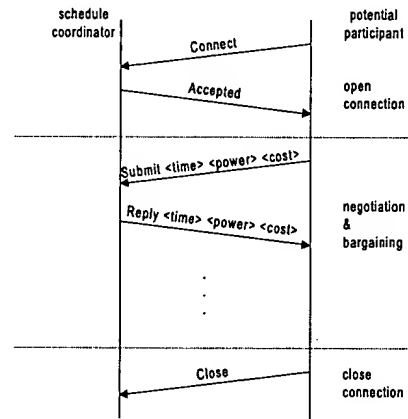 schedule
coordinator
potential
participant
Connect
Accepted
open
connection
Submit <time> <power> <cost>
Reply <time> <power> <cost>
negotiation
&
bargaining
Close
close
connection